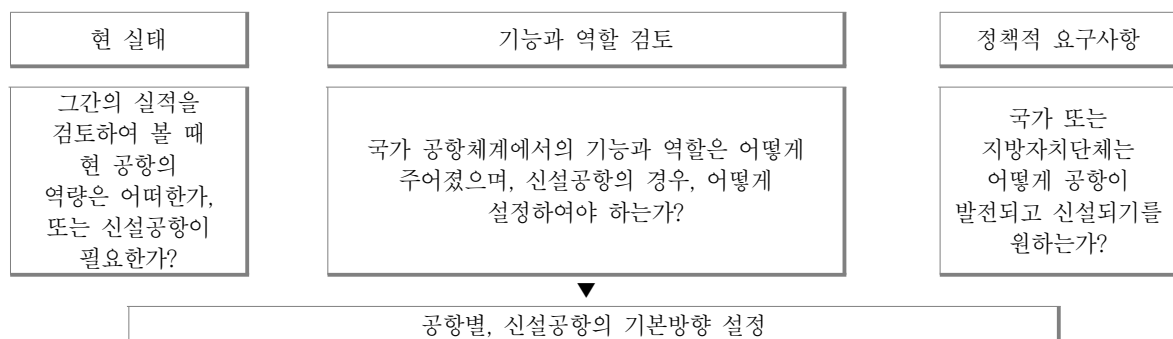 현 실태
기능과 역할 검토
정책적 요구사항
그간의 실적을
검토하여 볼 때
현 공항의
역량은 어떠한가,
또는 신설공항이
필요한가?
국가 공항체계에서의 기능과 역할은 어떻게
주어졌으며, 신설공항의 경우, 어떻게
설정하여야 하는가?
국가 또는
지방자치단체는
어떻게 공항이
발전되고 신설되기를
원하는가?
▼
공항별, 신설공항의 기본방향 설정